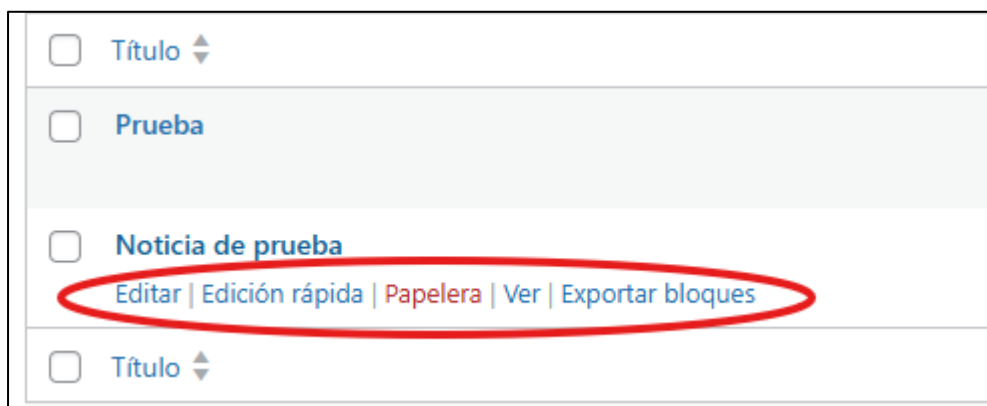 Título
Prueba
Noticia de prueba
Editar | Edición rápida | Papelera | Ver | Exportar bloques
Título